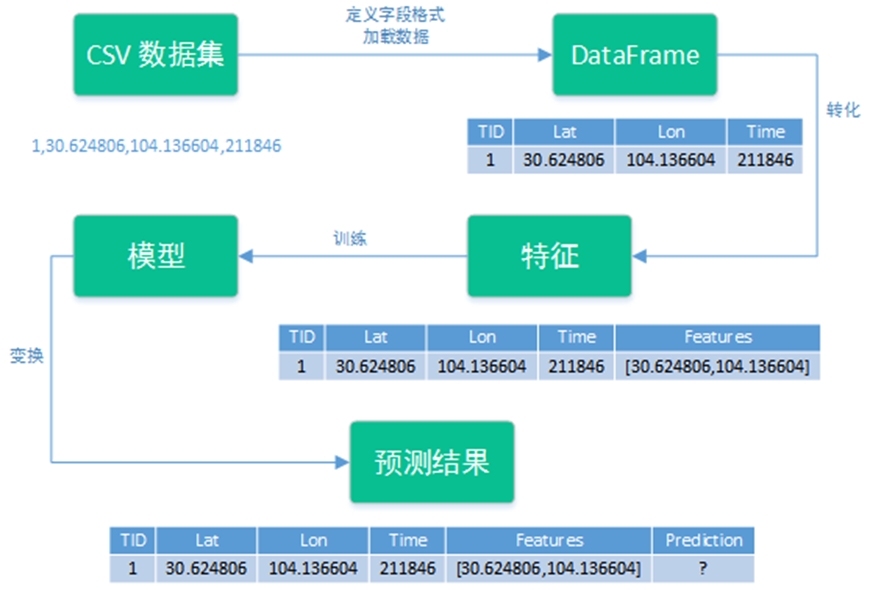 CSV 数据集
定义字段格式
加载数据
DataFrame
转化
1,30.624806,104.136604,211846
TID Lat Lon Time
1 30.624806 104.136604 211846
模型
训练
特征
TID Lat Lon Time Features
1 30.624806 104.136604 211846 [30.624806,104.136604]
变换
预测结果
TID Lat Lon Time Features Prediction
1 30.624806 104.136604 211846 [30.624806,104.136604] ?